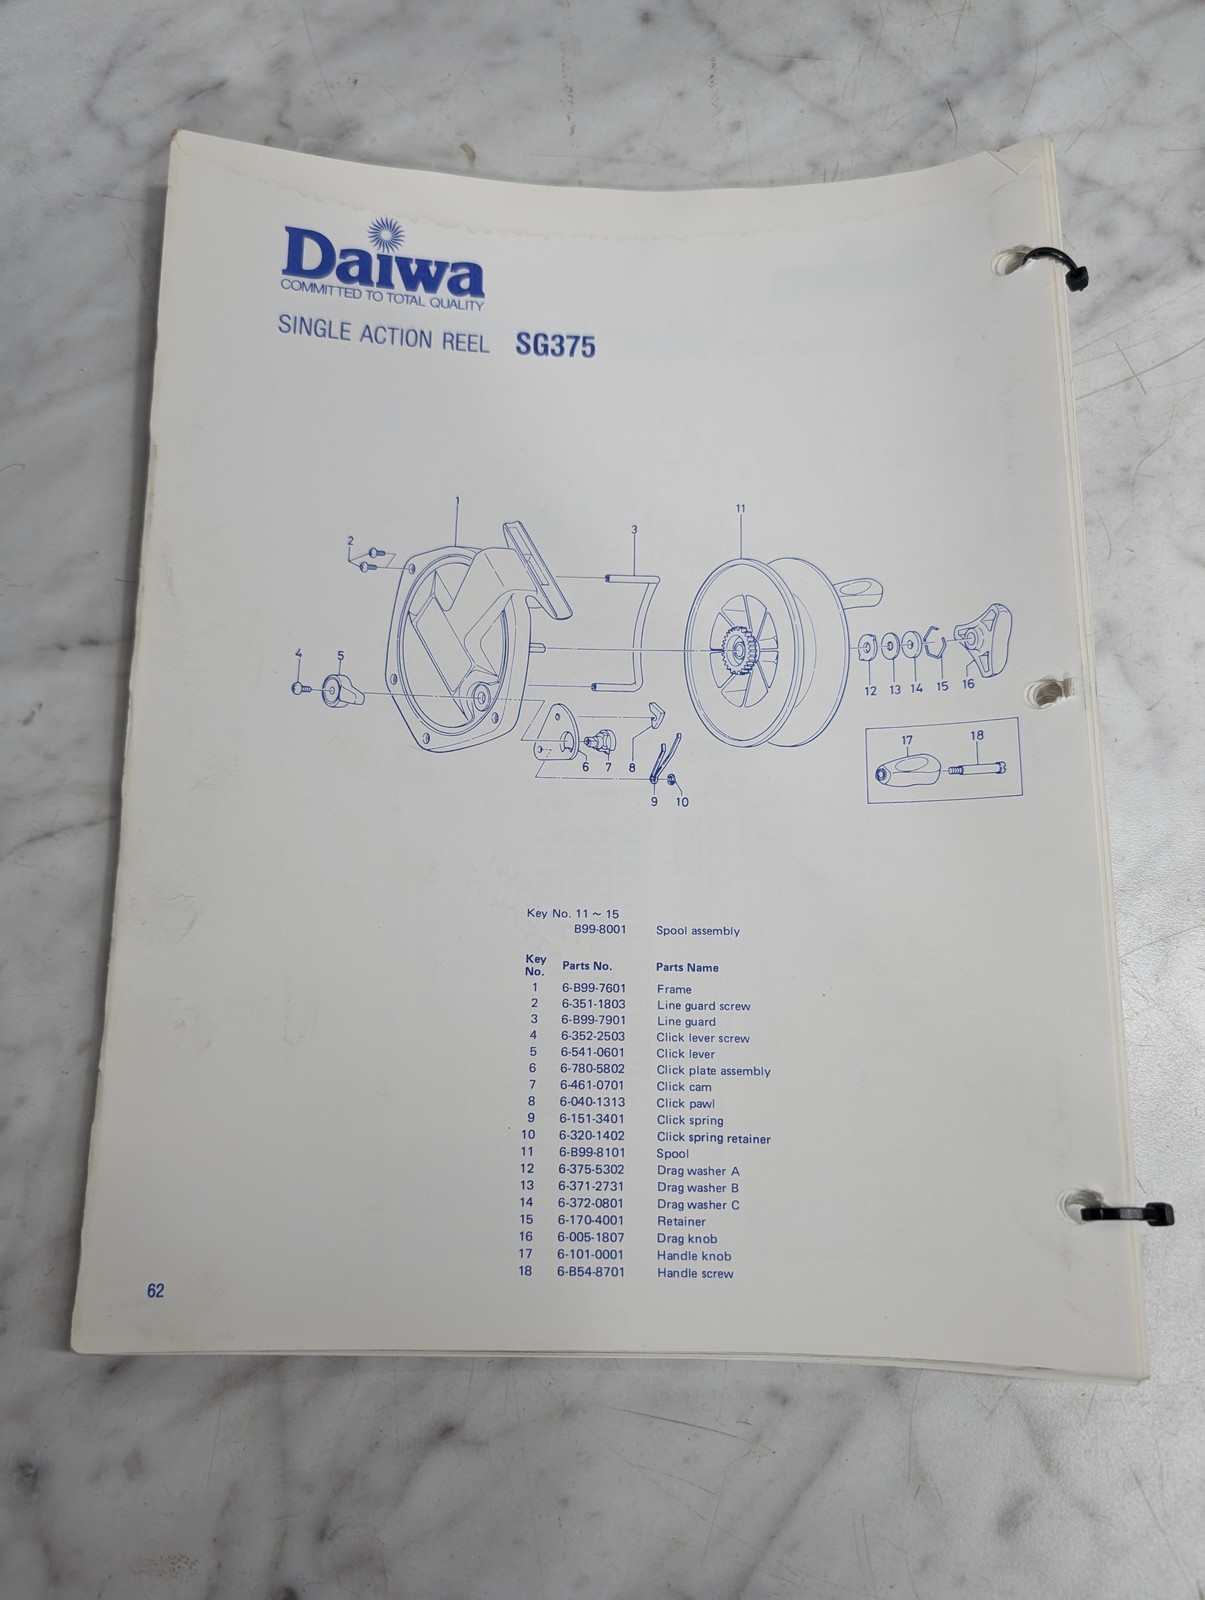 Daiwa
COMMITTED TO TOTAL QUALITY
SINGLE ACTION REEL SG375
1
2
3
11
4
5
12 13 14 15 16
6 7 8
9 10
17
18
Key No. 11 ~ 15
B99-8001 Spool assembly
Key No. Parts No. Parts Name
1 6-B99-7601 Frame
2 6-351-1803 Line guard screw
3 6-B99-7901 Line guard
4 6-352-2503 Click lever screw
5 6-541-0601 Click lever
6 6-780-5802 Click plate assembly
7 6-461-0701 Click cam
8 6-040-1313 Click pawl
9 6-151-3401 Click spring
10 6-320-1402 Click spring retainer
11 6-B99-8101 Spool
12 6-375-5302 Drag washer A
13 6-371-2731 Drag washer B
14 6-372-0801 Drag washer C
15 6-170-4001 Retainer
16 6-005-1807 Drag knob
17 6-101-0001 Handle knob
18 6-B54-8701 Handle screw
62